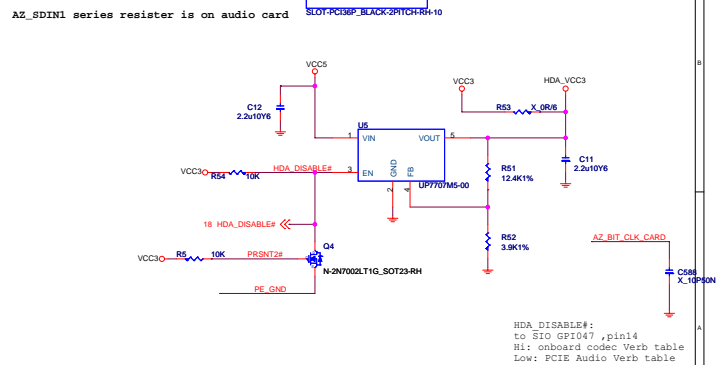 AZ_SDIN1 series resister is on audio card
SLOT-PCI36P_BLACK-2PITCH-RH-10
B
VCC5
VCC3
HDA_VCC3
C12
2.2u10Y6
R53
X_0R/6
U5
1
VIN
VOUT
5
C11
2.2u10Y6
VCC3
R54
10K
HDA_DISABLE#
3
EN
GND
FB
2
4
UP7707M5-00
R51
12.4K1%
18 HDA_DISABLE#
R52
3.9K1%
AZ_BIT_CLK_CARD
Q4
VCC3
R5
10K
PRSNT2#
N-2N7002LT1G_SOT23-RH
C588
X_10P50N
PE_GND
HDA_DISABLE#:
to SIO GPI047 ,pin14
Hi: onboard codec Verb table
Low: PCIE Audio Verb table
A